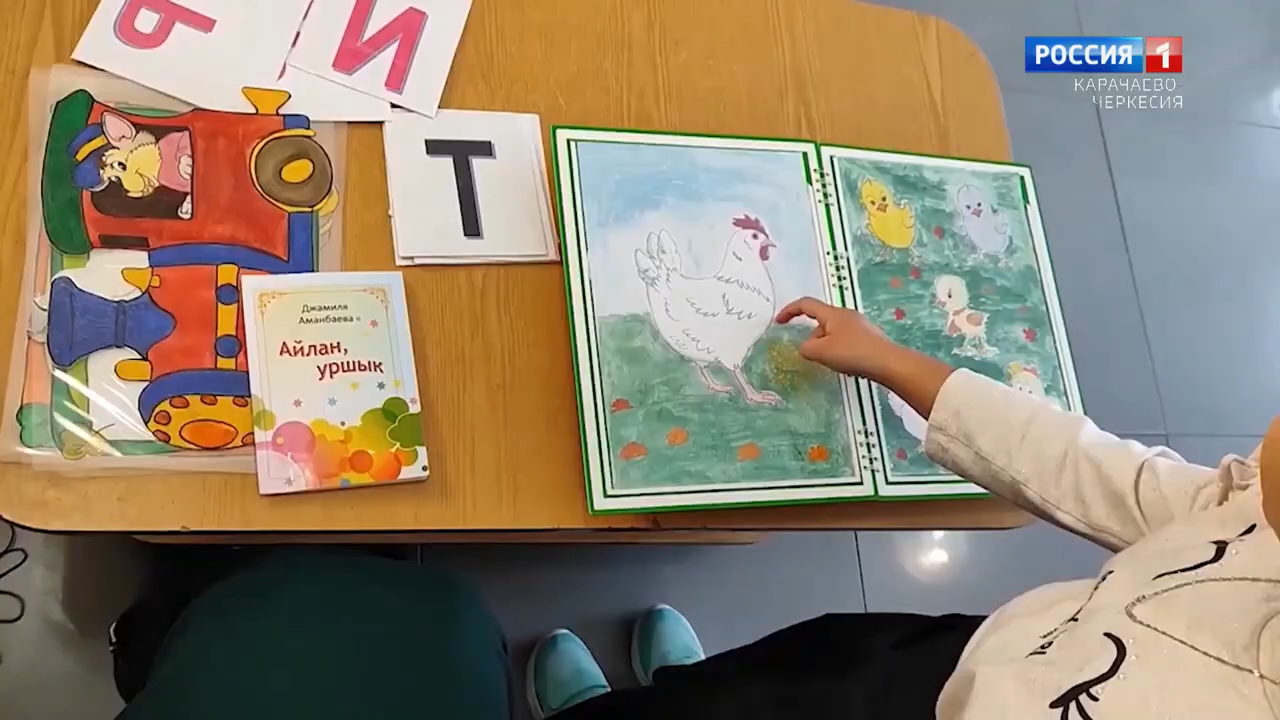 Ь
И
Т
РОССИЯ 1
КАРАЧАЕВО
ЧЕРКЕСИЯ
Джамиля
Аманбаева
Айлан,
уршык